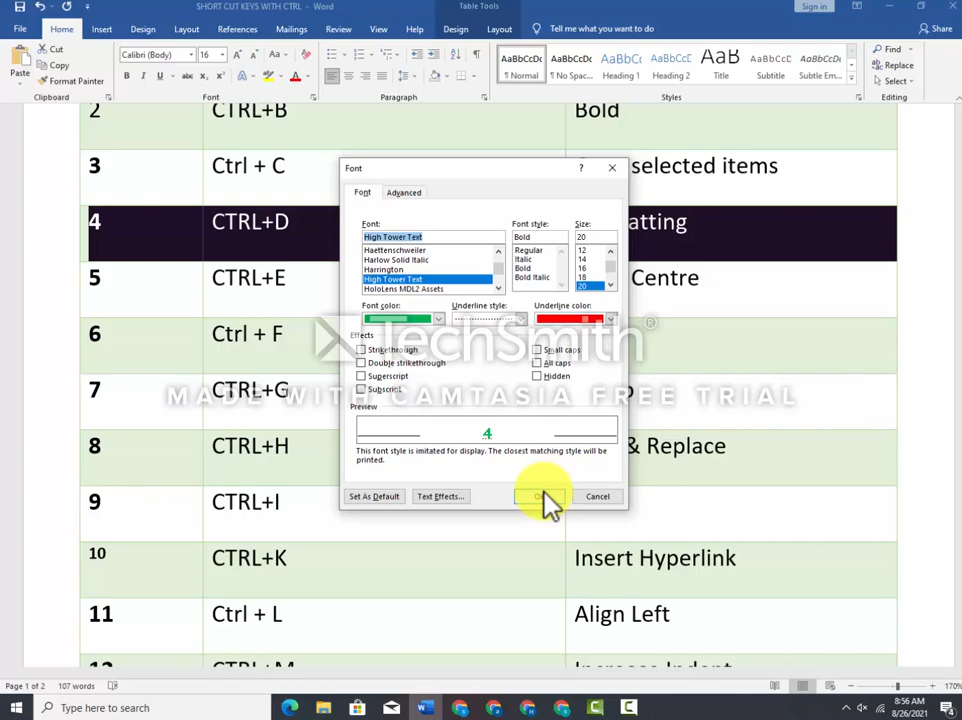 SHORT CUT KEYS WITH CTRL - Word
Table Tools
Sign in
File Home Insert Design Layout References Mailings Review View Help Design Layout Tell me what you want to do Share
Paste
Cut
Copy
Format Painter
Clipboard
Calibri (Body) 16
Font
Paragraph
AaBbCcDc
¶ Normal
AaBbCcDc
¶ No Spac...
AaBbCc
Heading 1
AaBbCcC
Heading 2
AaB
Title
AaBbCcC
Subtitle
AaBbCcDc
Subtle Em...
Styles
Find
Replace
Select
Editing
2 CTRL+B Bold
3 Ctrl + C selected items
4 CTRL+D atting
5 CTRL+E Centre
6 Ctrl + F
7 CTRL+G
8 CTRL+H & Replace
9 CTRL+I
10 CTRL+K Insert Hyperlink
11 Ctrl + L Align Left
12 CTRL+M Increase Indent
Font
? ×
Font Advanced
Font: Font style: Size:
High Tower Text Bold 20
Haettenschweiler
Harlow Solid Italic
Harrington
High Tower Text
HoloLens MDL2 Assets
Regular
Italic
Bold
Bold Italic
12
14
16
18
20
Font color: Underline style: Underline color:
Effects
Strikethrough
Double strikethrough
Superscript
Subscript
Small caps
All caps
Hidden
Preview
4
This font style is imitated for display. The closest matching style will be
printed.
Set As Default Text Effects... Cancel
TechSmith®
MADE WITH CAMTASIA FREE TRIAL
Page 1 of 2 107 words 170%
Type here to search
8:56 AM
8/26/2021
4